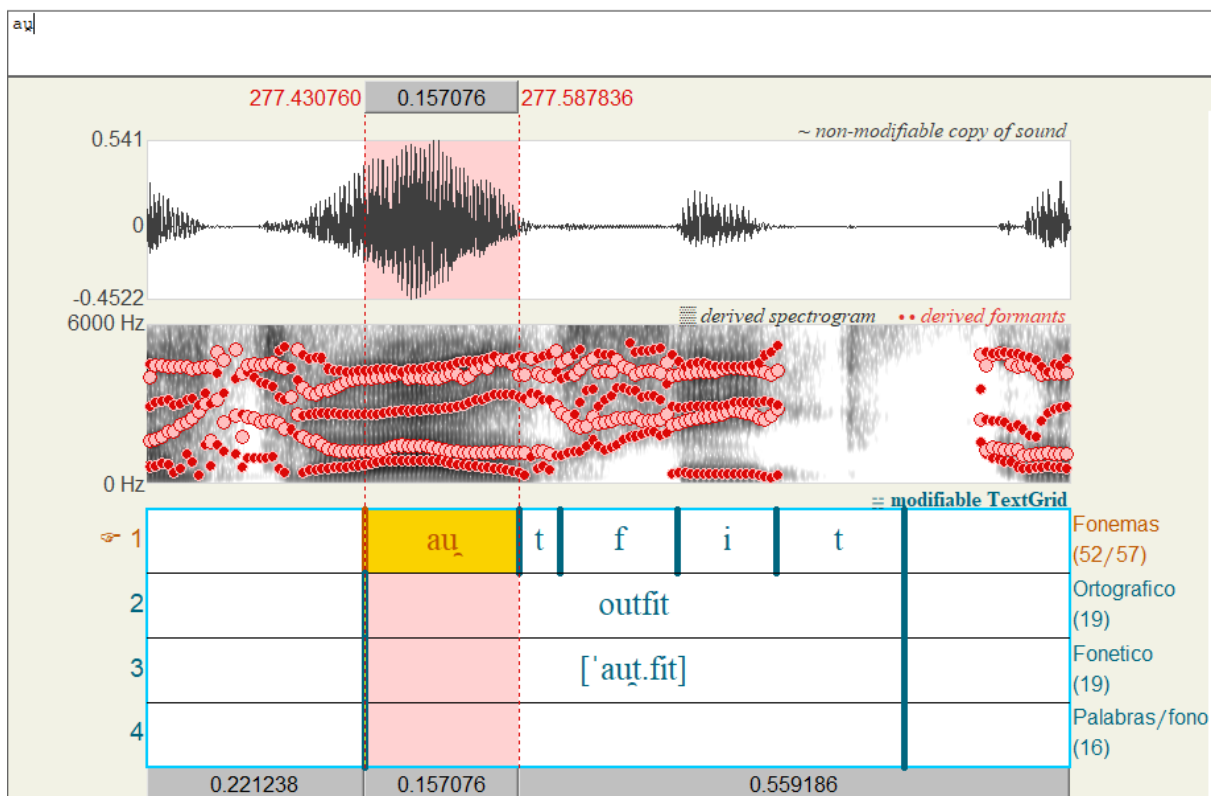 au̯
277.430760 0.157076 277.587836
~ non-modifiable copy of sound
0.541
0
-0.4522
6000 Hz
derived spectrogram derived formants
0 Hz
modifiable TextGrid
☞ 1 au̯ t f i t Fonemas
(52/57)
2 outfit Ortografico
(19)
3 [ˈau̯t.fit] Fonetico
(19)
4 Palabras/fono
(16)
0.221238 0.157076 0.559186